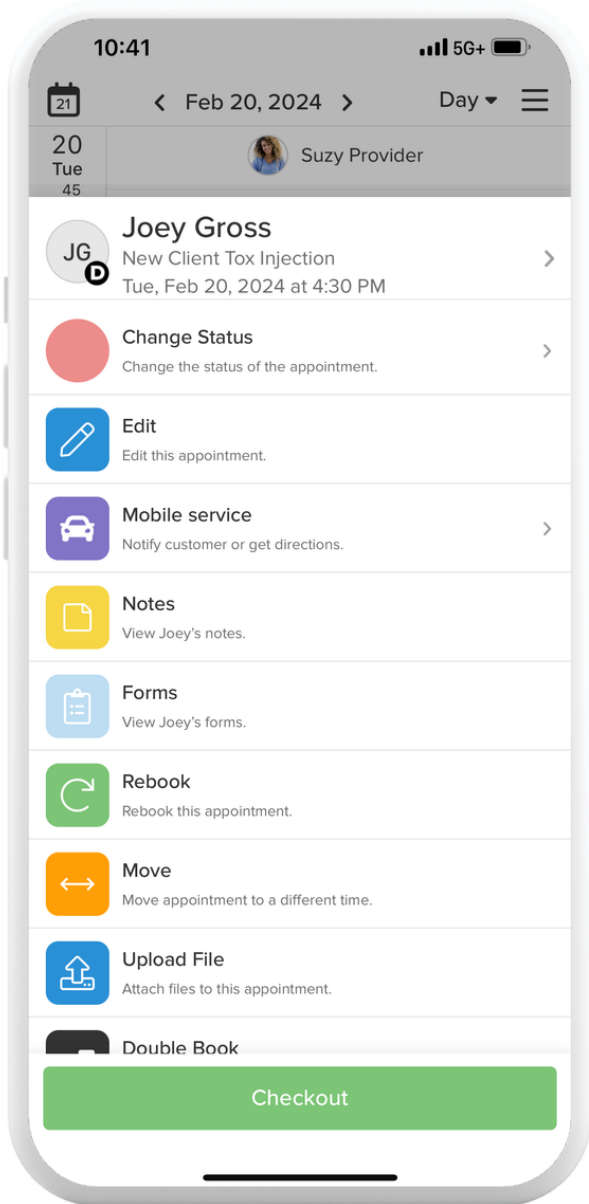 10:41
5G+
21
Feb 20, 2024
Day
20
Tue
45
Suzy Provider
JG
D
Joey Gross
New Client Tox Injection
Tue, Feb 20, 2024 at 4:30 PM
Change Status
Change the status of the appointment.
Edit
Edit this appointment.
Mobile service
Notify customer or get directions.
Notes
View Joey's notes.
Forms
View Joey's forms.
Rebook
Rebook this appointment.
Move
Move appointment to a different time.
Upload File
Attach files to this appointment.
Double Book
Checkout